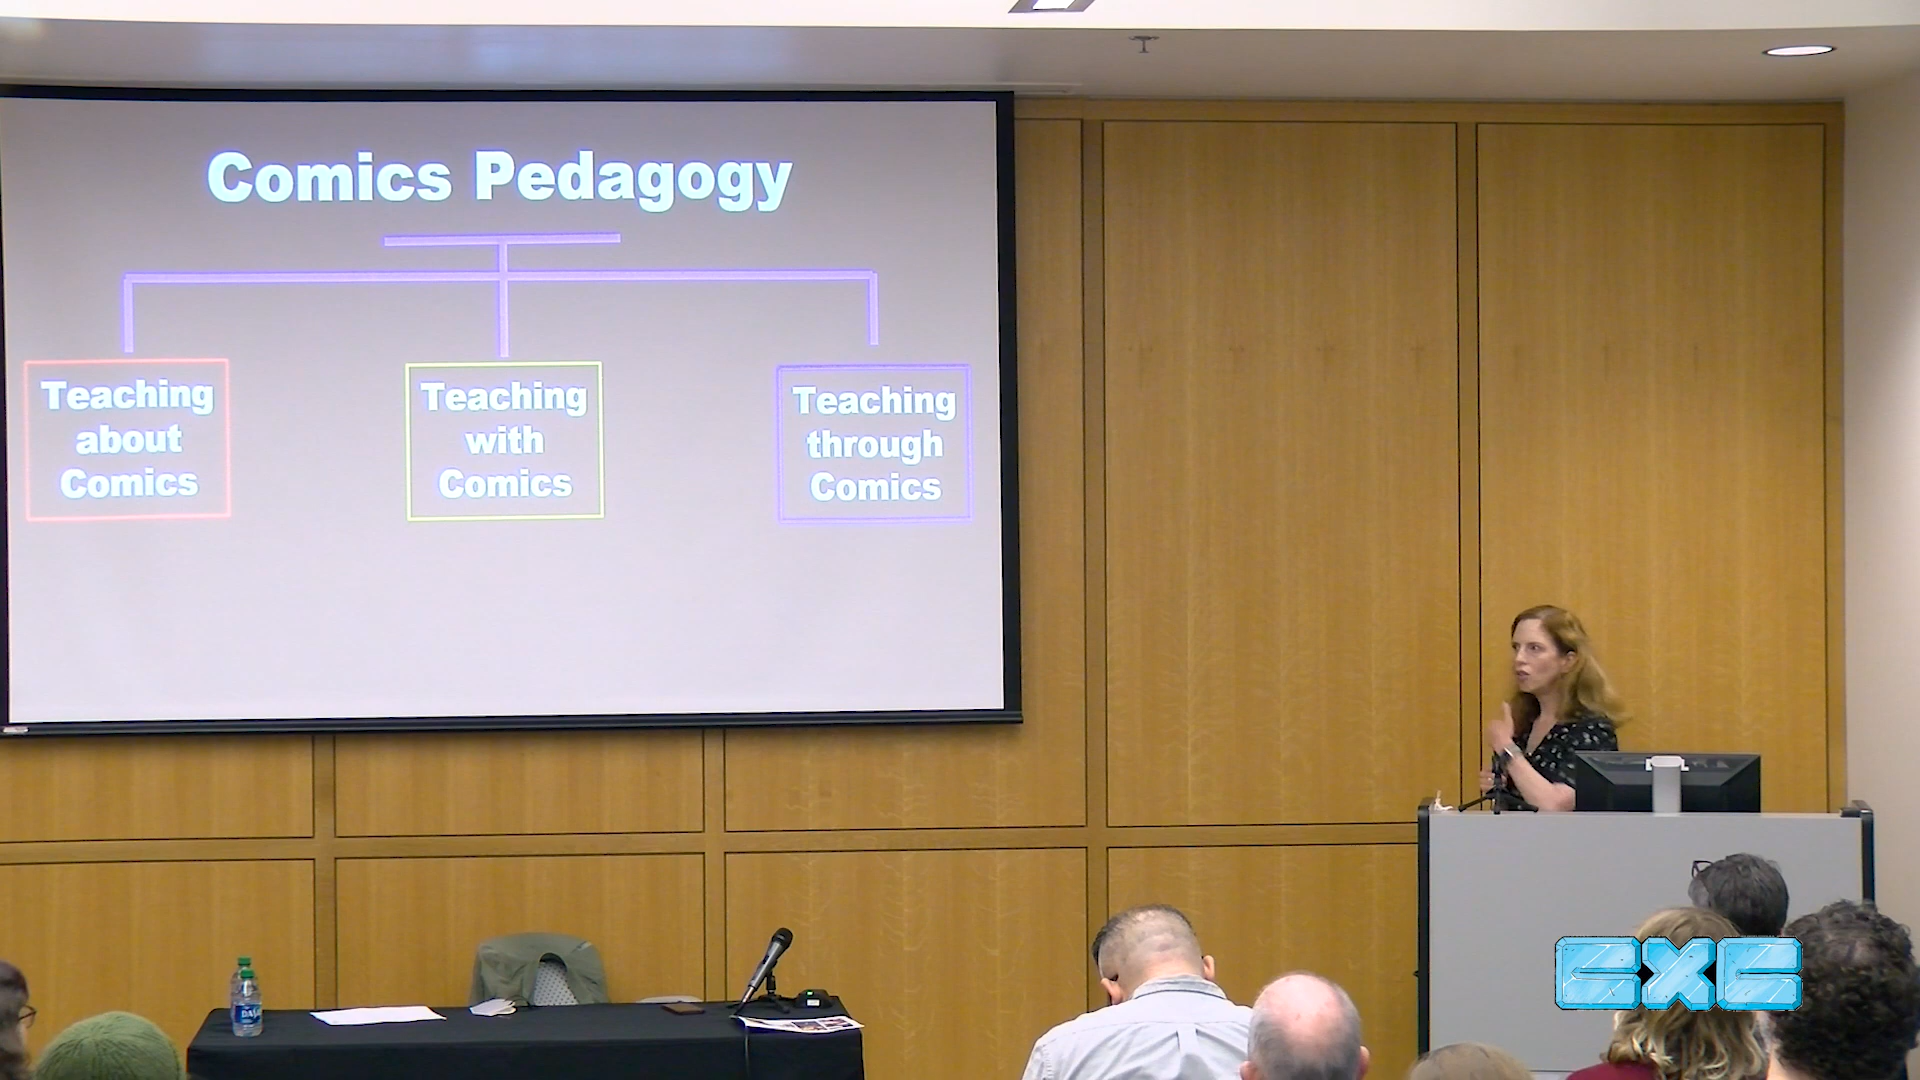 Comics Pedagogy
Teaching
about
Comics
Teaching
with
Comics
Teaching
through
Comics
CXC